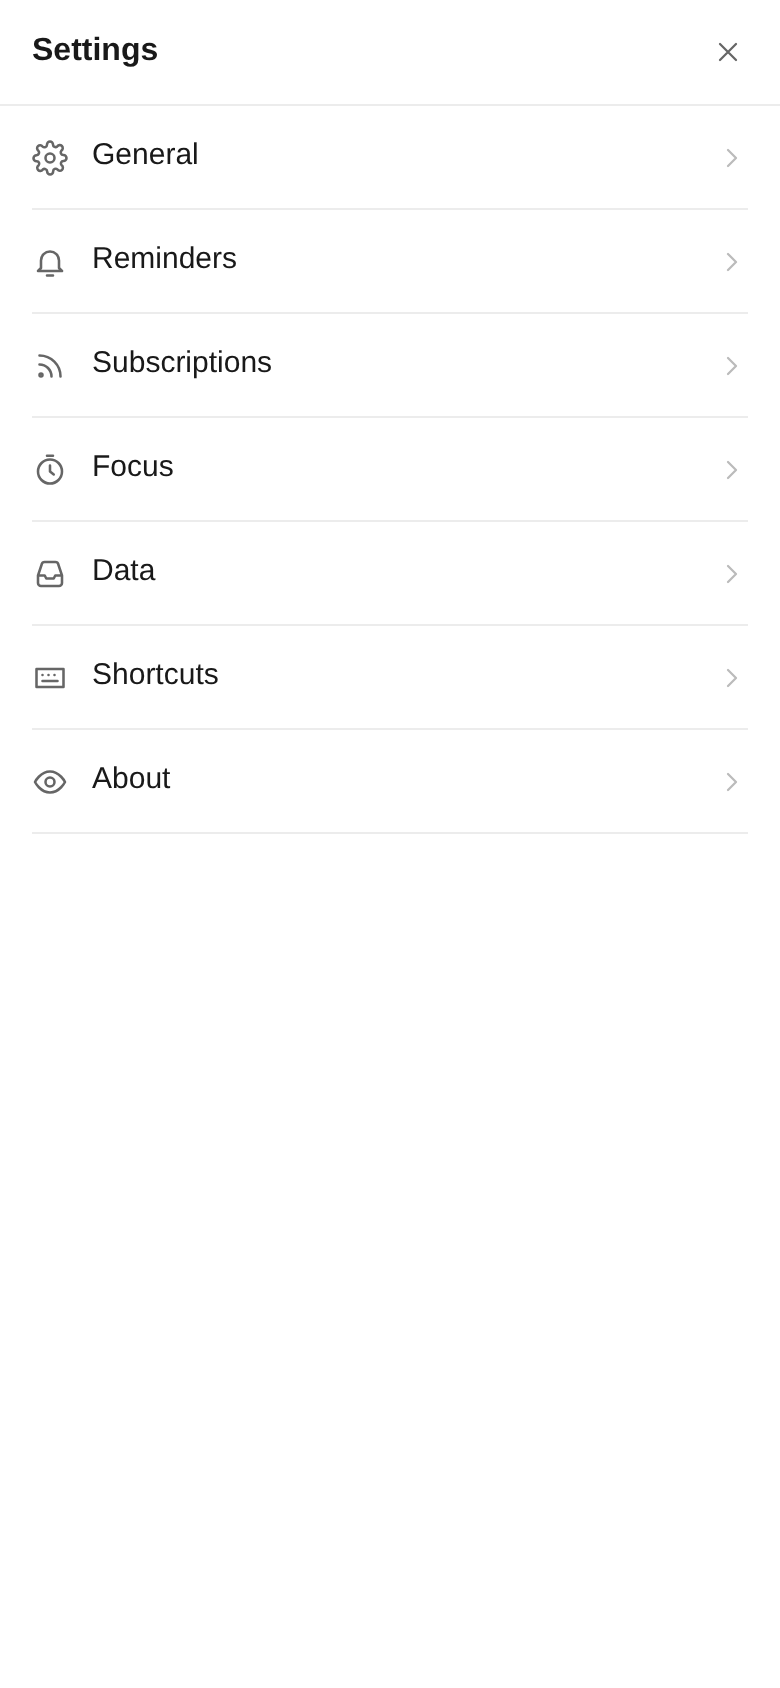 Settings
General
Reminders
Subscriptions
Focus
Data
Shortcuts
About